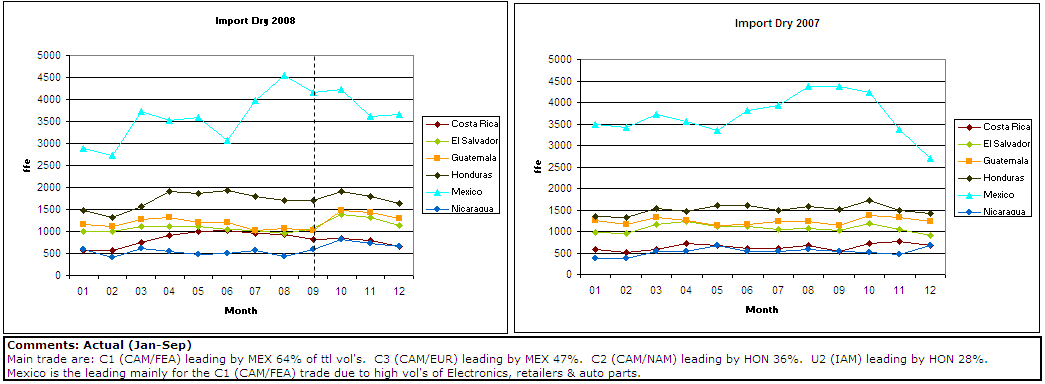 Import Dry 2008
5000
4500
4000
3500
3000
2500
2000
1500
1000
500
0
ffe
01 02 03 04 05 06 07 08 09 10 11 12
Month
Costa Rica
El Salvador
Guatemala
Honduras
Mexico
Nicaragua
Import Dry 2007
5000
4500
4000
3500
3000
2500
2000
1500
1000
500
0
01 02 03 04 05 06 07 08 09 10 11 12
Month
Costa Rica
El Salvador
Guatemala
Honduras
Mexico
Nicaragua
Comments: Actual (Jan-Sep)
Main trade are: C1 (CAM/FEA) leading by MEX 64% of ttl vol's. C3 (CAM/EUR) leading by MEX 47%. C2 (CAM/NAM) leading by HON 36%. U2 (IAM) leading by HON 28%.
Mexico is the leading mainly for the C1 (CAM/FEA) trade due to high vol's of Electronics, retailers & auto parts.